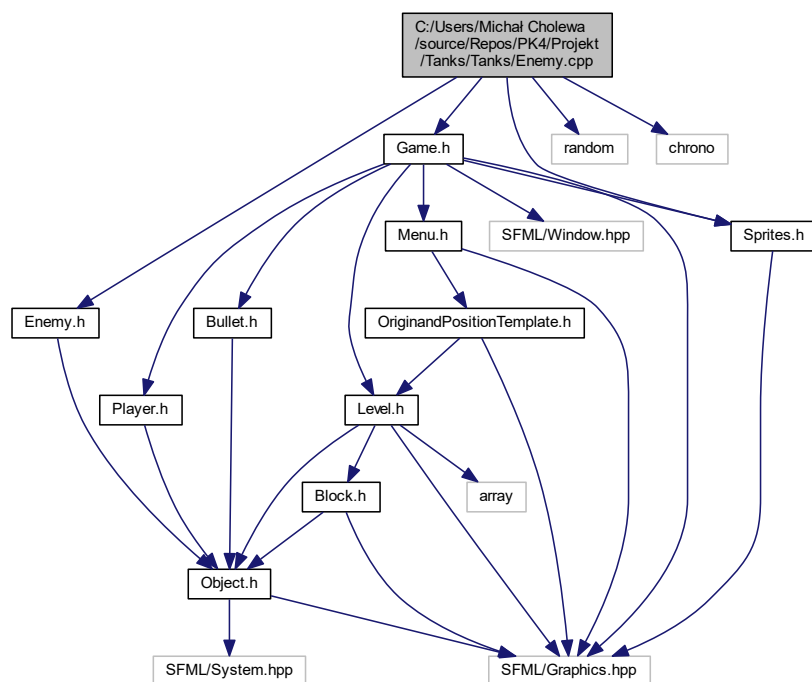 C:/Users/Michał Cholewa
/source/Repos/PK4/Projekt
/Tanks/Tanks/Enemy.cpp
Game.h
random
chrono
Menu.h
SFML/Window.hpp
Sprites.h
Enemy.h
Bullet.h
OriginandPositionTemplate.h
Player.h
Level.h
Block.h
array
Object.h
SFML/System.hpp
SFML/Graphics.hpp